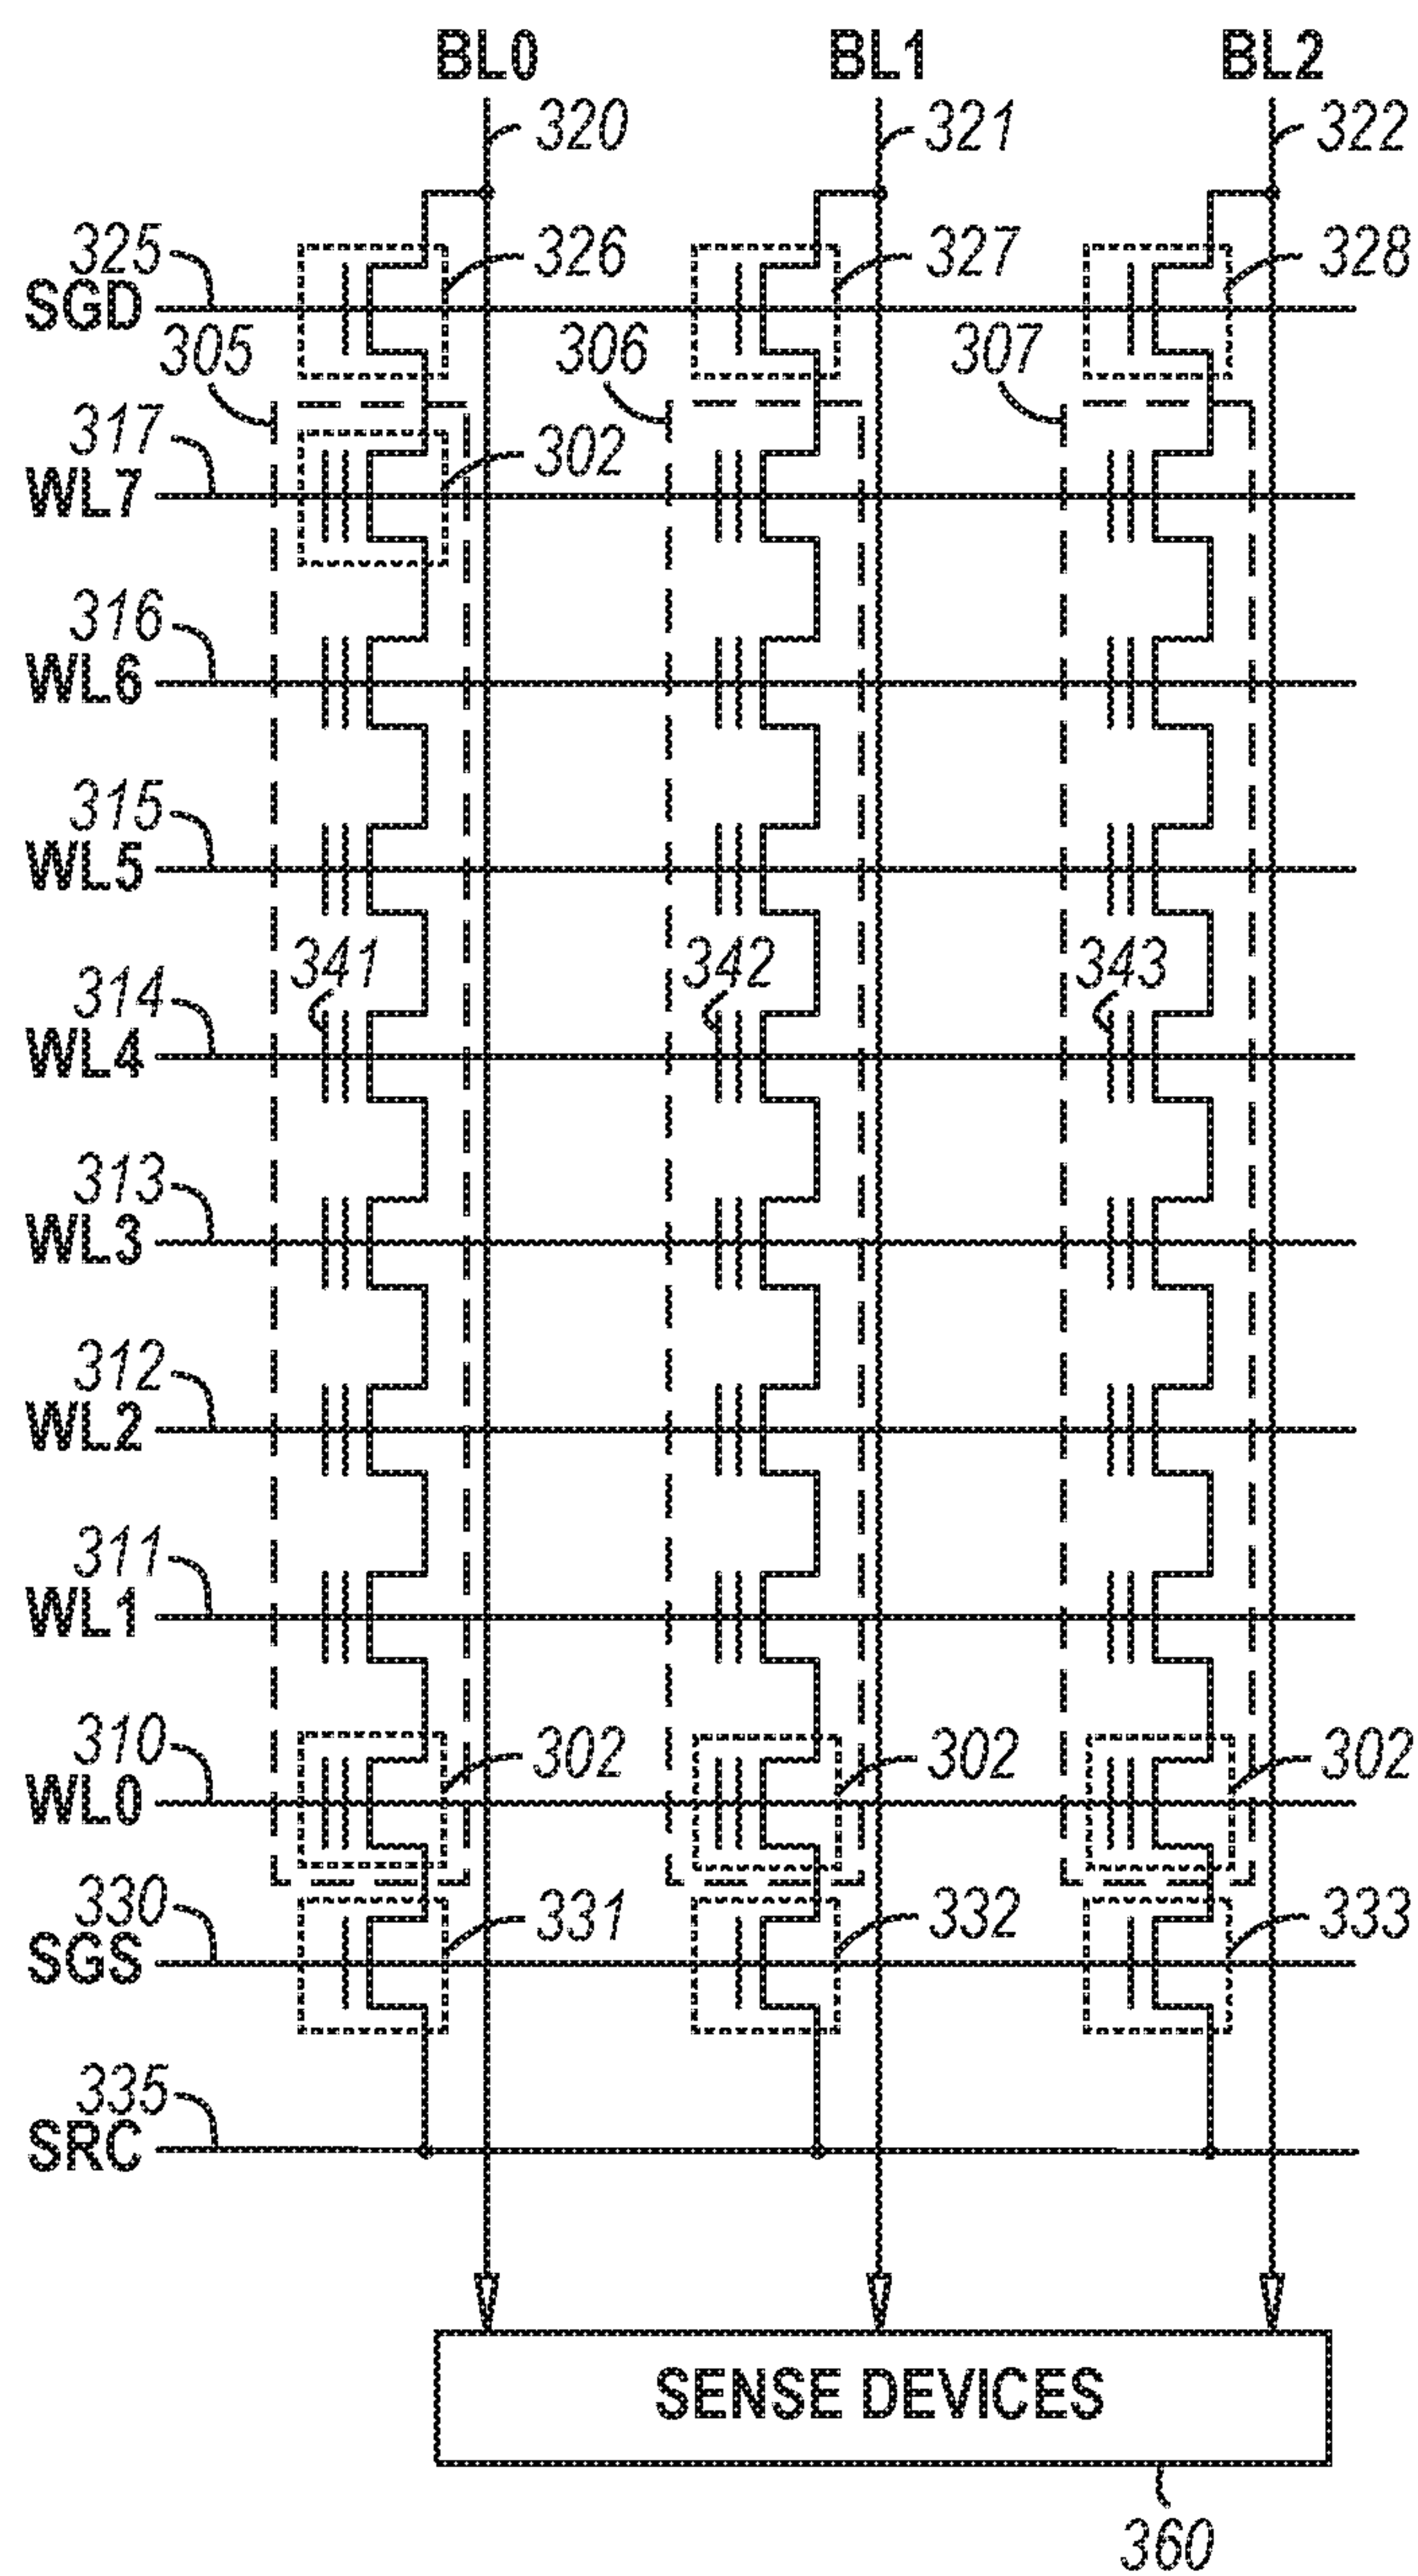 BL0 BL1 BL2
320 321 322
325 326 327 328
SGD
305 306 307
317 302
WL7
316
WL6
315
WL5
341 342 343
314
WL4
313
WL3
312
WL2
311
WL1
310 302 302 302
WL0
330 331 332 333
SGS
335
SRC
SENSE DEVICES
360